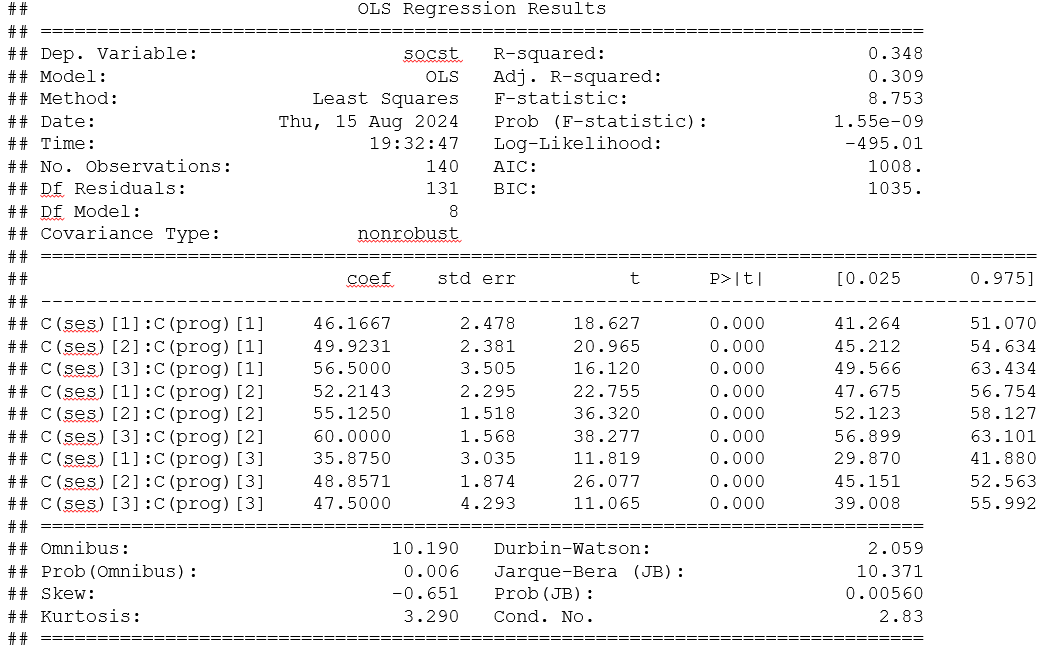 ##                             OLS Regression Results
## ==============================================================================
## Dep. Variable:                  socst   R-squared:                       0.348
## Model:                            OLS   Adj. R-squared:                  0.309
## Method:                 Least Squares   F-statistic:                     8.753
## Date:                Thu, 15 Aug 2024   Prob (F-statistic):           1.55e-09
## Time:                        19:32:47   Log-Likelihood:                -495.01
## No. Observations:                 140   AIC:                             1008.
## Df Residuals:                     131   BIC:                             1035.
## Df Model:                           8
## Covariance Type:            nonrobust
## ========================================================================================
##                            coef    std err          t      P>|t|      [0.025      0.975]
## ----------------------------------------------------------------------------------------
## C(ses)[1]:C(prog)[1]    46.1667      2.478     18.627      0.000      41.264      51.070
## C(ses)[2]:C(prog)[1]    49.9231      2.381     20.965      0.000      45.212      54.634
## C(ses)[3]:C(prog)[1]    56.5000      3.505     16.120      0.000      49.566      63.434
## C(ses)[1]:C(prog)[2]    52.2143      2.295     22.755      0.000      47.675      56.754
## C(ses)[2]:C(prog)[2]    55.1250      1.518     36.320      0.000      52.123      58.127
## C(ses)[3]:C(prog)[2]    60.0000      1.568     38.277      0.000      56.899      63.101
## C(ses)[1]:C(prog)[3]    35.8750      3.035     11.819      0.000      29.870      41.880
## C(ses)[2]:C(prog)[3]    48.8571      1.874     26.077      0.000      45.151      52.563
## C(ses)[3]:C(prog)[3]    47.5000      4.293     11.065      0.000      39.008      55.992
## ==============================================================================
## Omnibus:                       10.190   Durbin-Watson:                   2.059
## Prob(Omnibus):                  0.006   Jarque-Bera (JB):               10.371
## Skew:                          -0.651   Prob(JB):                      0.00560
## Kurtosis:                       3.290   Cond. No.                         2.83
## ==============================================================================